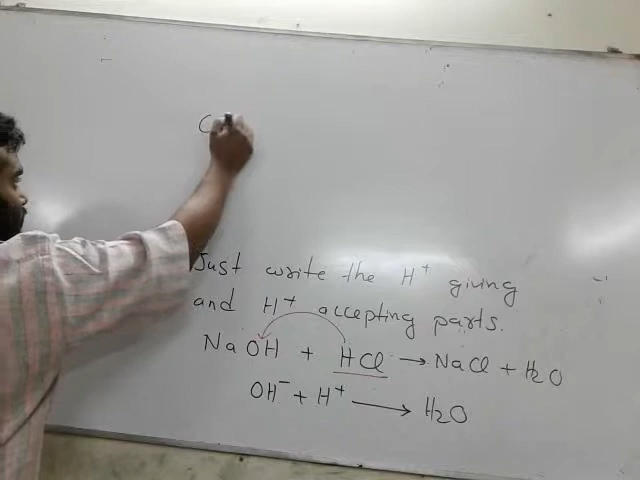 C
Just write the H⁺ giving
and H⁺ accepting parts.
NaOH + HCl → NaCl + H₂O
OH⁻ + H⁺ → H₂O